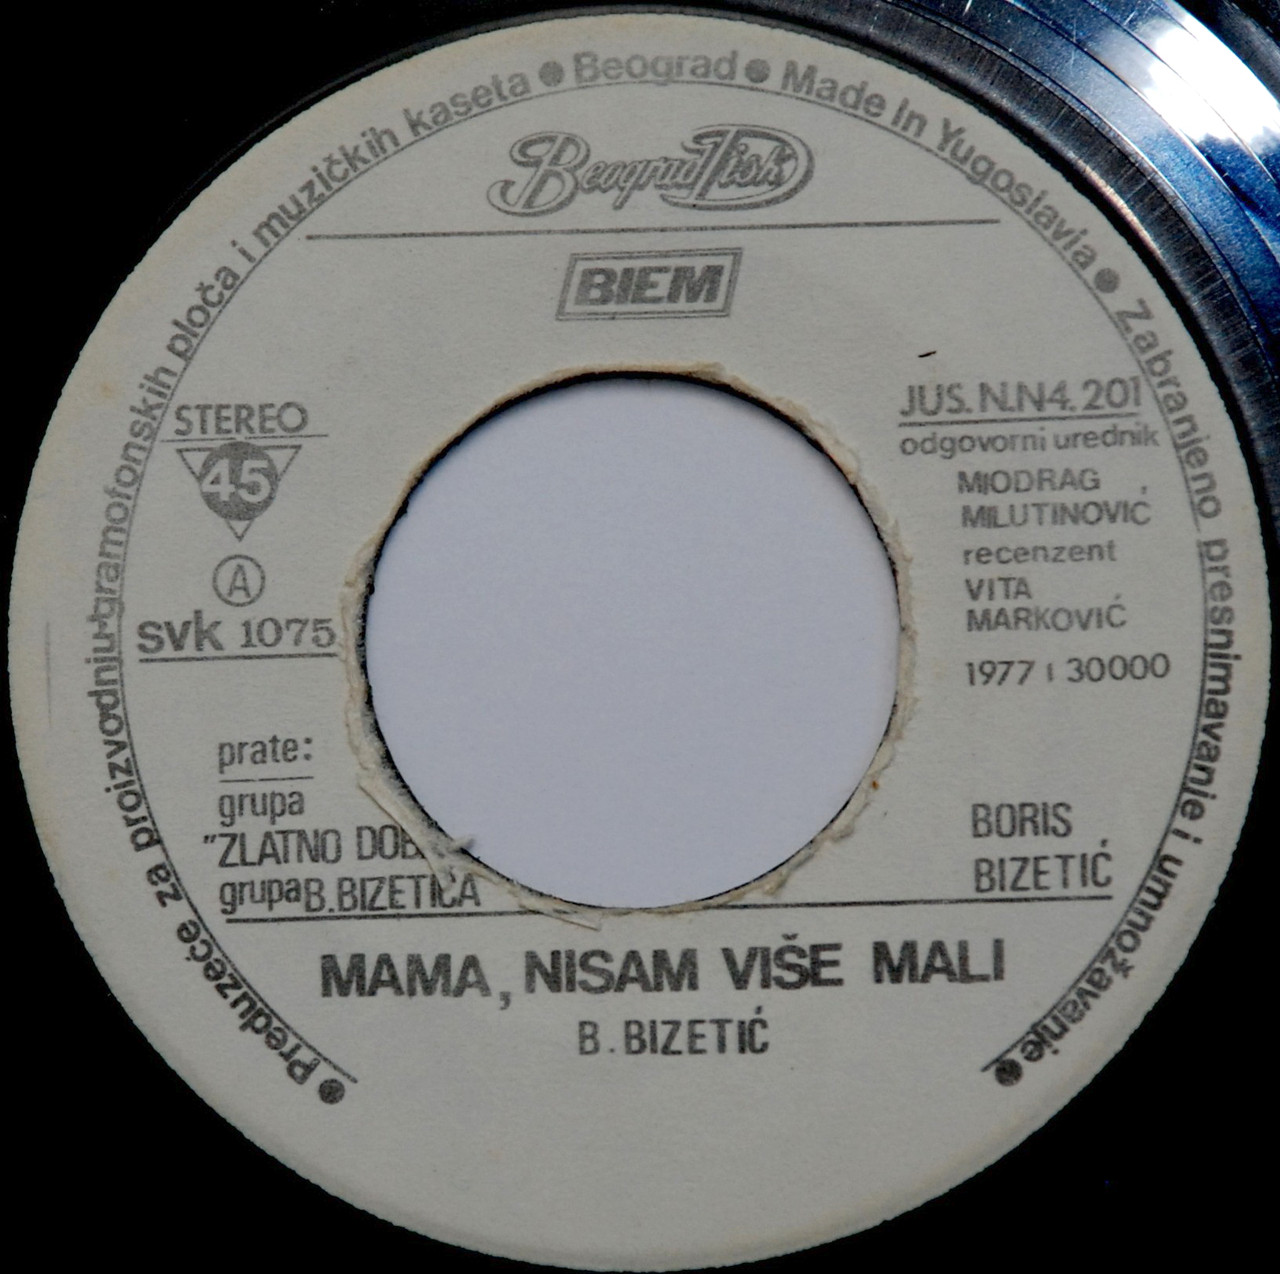 Preduzeće za proizvodnju gramofonskih ploča i muzičkih kaseta ● Beograd ● Made In Yugoslavia ● Zabranjeno presnimavanje i umnožavanje
Beograd Disk
BIEM
STEREO
45
A
SVK 1075
JUS. N.N4. 201
odgovorni urednik
MIODRAG
MILUTINOVIĆ
recenzent
VITA
MARKOVIĆ
1977 i 30000
prate:
grupa
"ZLATNO
grupa B. BIZETIĆA
BORIS
BIZETIĆ
MAMA, NISAM VIŠE MALI
B. BIZETIĆ